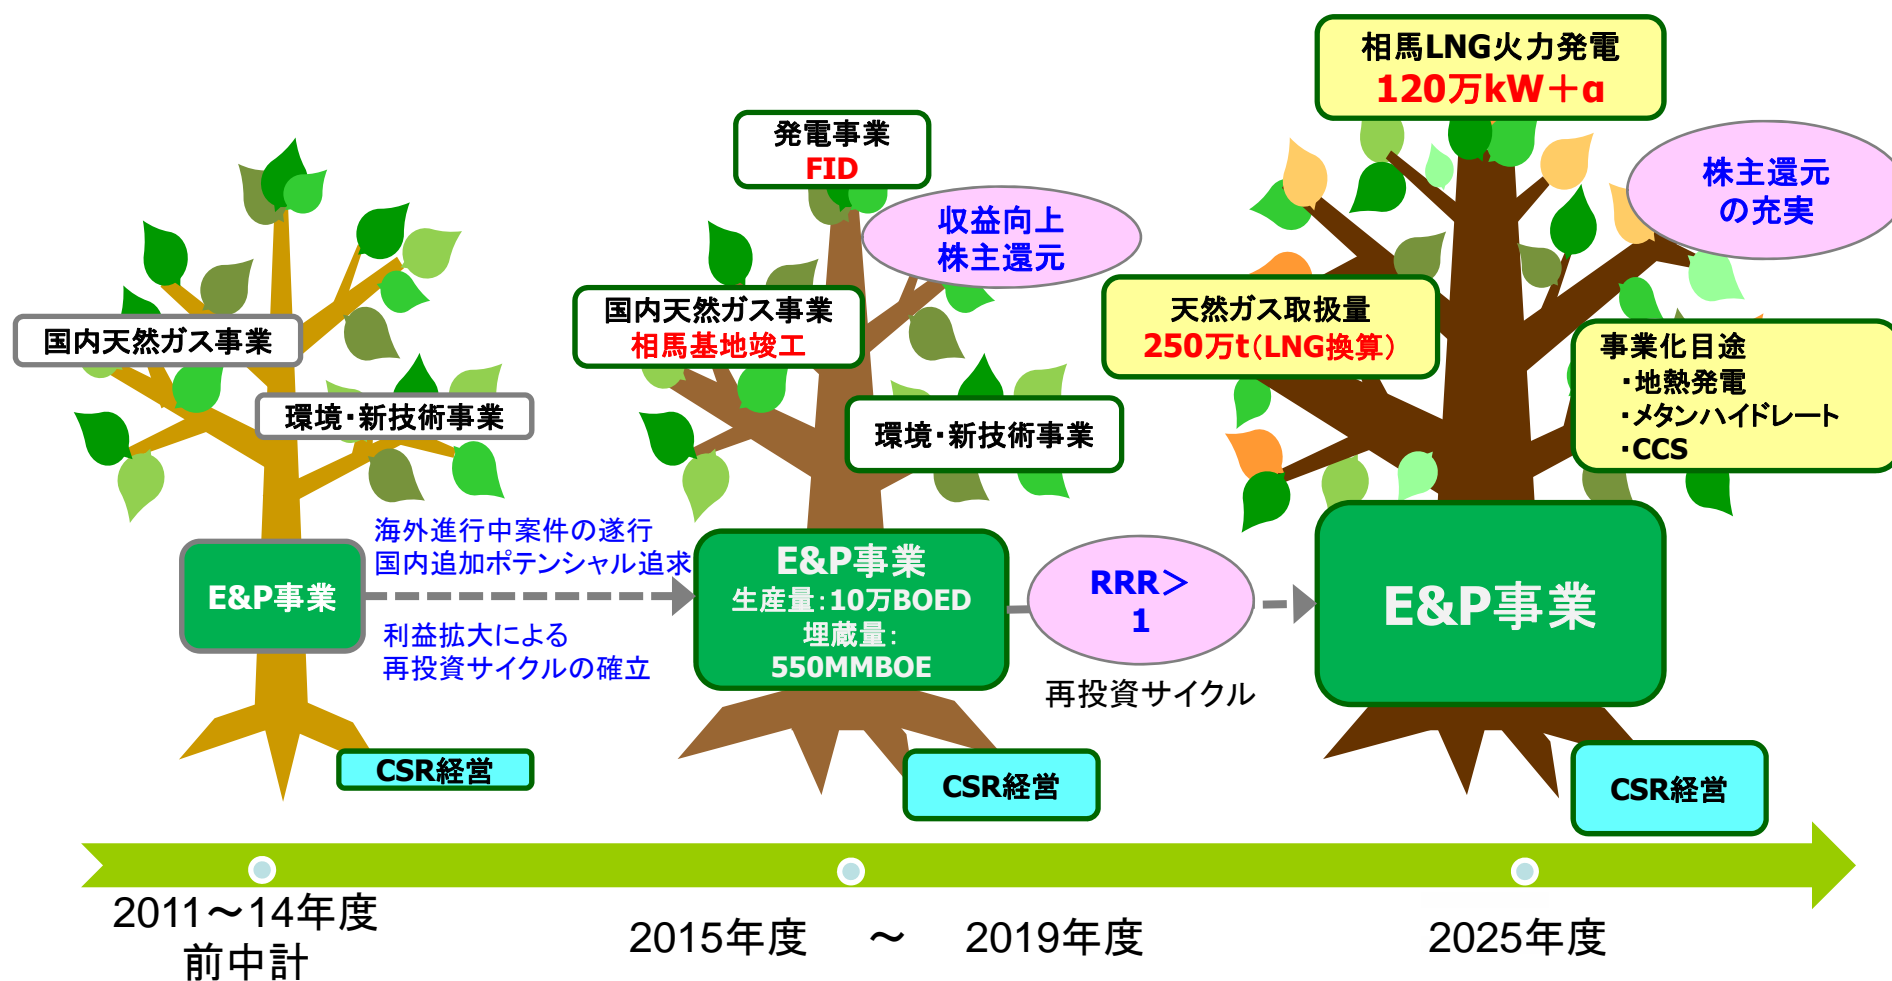 国内天然ガス事業
環境・新技術事業
海外進行中案件の遂行
国内追加ポテンシャル追求
E&P事業
利益拡大による
再投資サイクルの確立
CSR経営
発電事業
FID
収益向上
株主還元
国内天然ガス事業
相馬基地竣工
環境・新技術事業
E&P事業
生産量：10万BOED
埋蔵量：
550MMBOE
RRR＞
1
再投資サイクル
CSR経営
相馬LNG火力発電
120万kW＋α
株主還元
の充実
天然ガス取扱量
250万t（LNG換算）
事業化目途
・地熱発電
・メタンハイドレート
・CCS
E&P事業
CSR経営
2011～14年度
前中計
2015年度　～　2019年度
2025年度